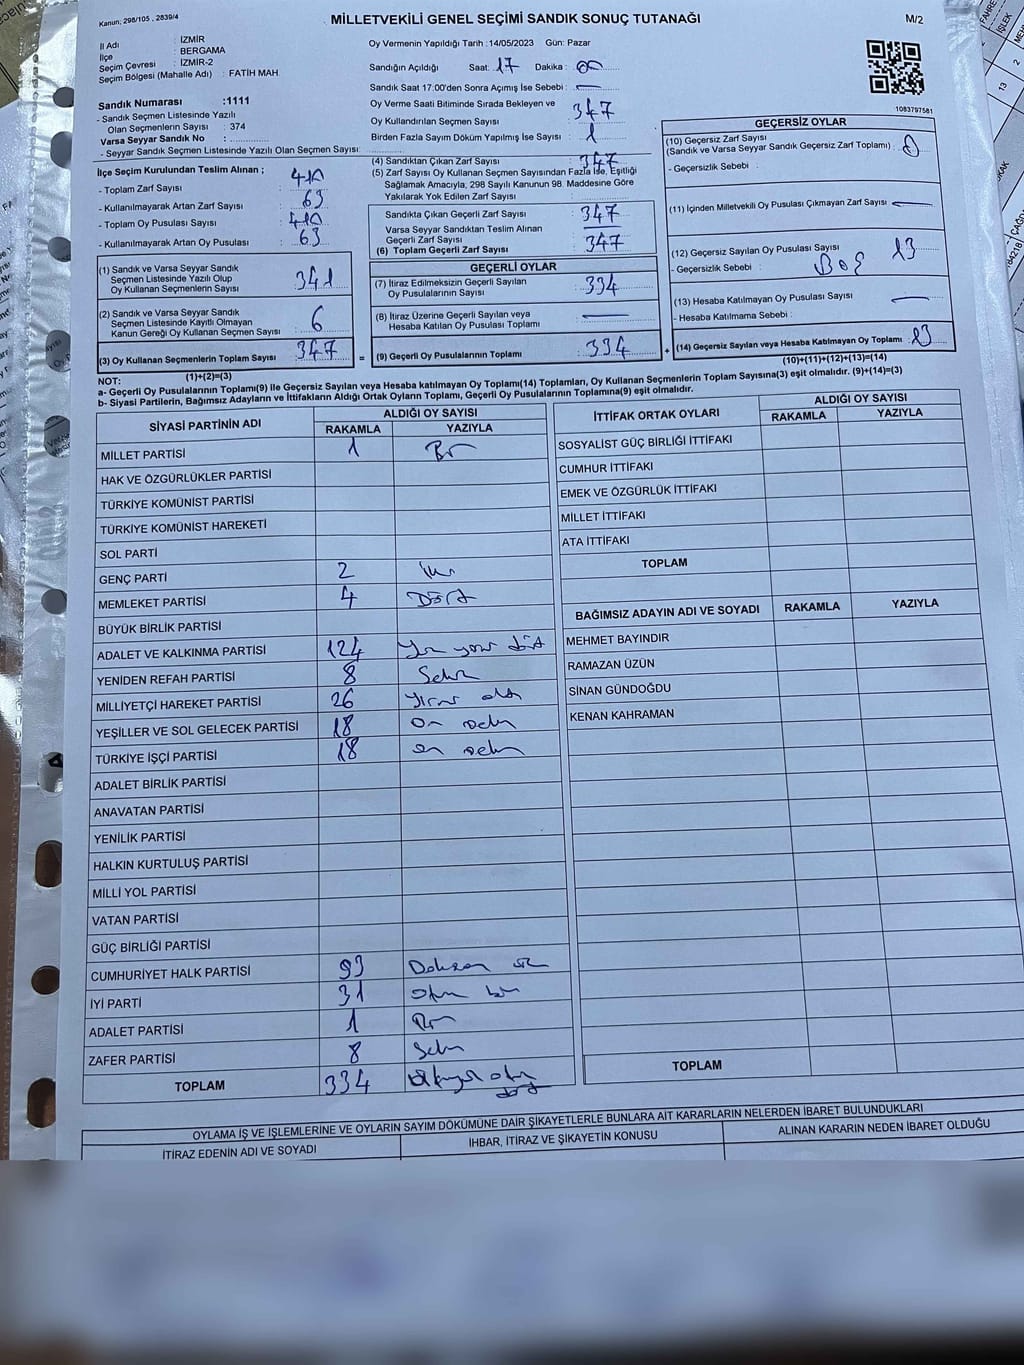 Kanun; 298/105 , 2839/4
MİLLETVEKİLİ GENEL SEÇİMİ SANDIK SONUÇ TUTANAĞI
M/2
İl Adı : İZMİR
İlçe : BERGAMA
Seçim Çevresi : İZMİR-2
Seçim Bölgesi (Mahalle Adı) : FATİH MAH.
Sandık Numarası :1111
- Sandık Seçmen Listesinde Yazılı
Olan Seçmenlerin Sayısı : 374
Varsa Seyyar Sandık No :
- Seyyar Sandık Seçmen Listesinde Yazılı Olan Seçmen Sayısı:
Oy Vermenin Yapıldığı Tarih :14/05/2023 Gün: Pazar
Sandığın Açıldığı Saat: 17 Dakika: 00
Sandık Saat 17:00'den Sonra Açımış İse Sebebi : —
Oy Verme Saati Bitiminde Sırada Bekleyen ve
Oy Kullandırılan Seçmen Sayısı : 347
Birden Fazla Sayım Döküm Yapılmış İse Sayısı : 1
1083797581
İlçe Seçim Kurulundan Teslim Alınan ;
- Toplam Zarf Sayısı : 410
- Kullanılmayarak Artan Zarf Sayısı : 63
- Toplam Oy Pusulası Sayısı : 410
- Kullanılmayarak Artan Oy Pusulası : 63
(4) Sandıktan Çıkan Zarf Sayısı : 347
(5) Zarf Sayısı Oy Kullanan Seçmen Sayısından Fazla İse, Eşitliği
Sağlamak Amacıyla, 298 Sayılı Kanunun 98. Maddesine Göre
Yakılarak Yok Edilen Zarf Sayısı :
Sandıkta Çıkan Geçerli Zarf Sayısı : 347
Varsa Seyyar Sandıktan Teslim Alınan
Geçerli Zarf Sayısı : —
(6) Toplam Geçerli Zarf Sayısı : 347
GEÇERSİZ OYLAR
(10) Geçersiz Zarf Sayısı
(Sandık ve Varsa Seyyar Sandık Geçersiz Zarf Toplamı) : 0
- Geçersizlik Sebebi :
(11) İçinden Milletvekili Oy Pusulası Çıkmayan Zarf Sayısı : —
(12) Geçersiz Sayılan Oy Pusulası Sayısı : 13
- Geçersizlik Sebebi : BOŞ
(13) Hesaba Katılmayan Oy Pusulası Sayısı : —
- Hesaba Katılmama Sebebi :
(14) Geçersiz Sayılan veya Hesaba Katılmayan Oy Toplamı : 13
(10)+(11)+(12)+(13)=(14)
(1) Sandık ve Varsa Seyyar Sandık
Seçmen Listesinde Yazılı Olup
Oy Kullanan Seçmenlerin Sayısı : 341
(2) Sandık ve Varsa Seyyar Sandık
Seçmen Listesinde Kayıtlı Olmayan
Kanun Gereği Oy Kullanan Seçmen Sayısı : 6
(3) Oy Kullanan Seçmenlerin Toplam Sayısı : 347
(1)+(2)=(3)
GEÇERLİ OYLAR
(7) İtiraz Edilmeksizin Geçerli Sayılan
Oy Pusulalarının Sayısı : 334
(8) İtiraz Üzerine Geçerli Sayılan veya
Hesaba Katılan Oy Pusulası Toplamı : —
= (9) Geçerli Oy Pusulalarının Toplamı : 334 +
NOT:
a- Geçerli Oy Pusulalarının Toplamı(9) ile Geçersiz Sayılan veya Hesaba katılmayan Oy Toplamı(14) Toplamları, Oy Kullanan Seçmenlerin Toplam Sayısına(3) eşit olmalıdır. (9)+(14)=(3)
b- Siyasi Partilerin, Bağımsız Adayların ve İttifakların Aldığı Ortak Oyların Toplamı, Geçerli Oy Pusulalarının Toplamına(9) eşit olmalıdır.
SİYASİ PARTİNİN ADI ALDIĞI OY SAYISI
RAKAMLA YAZIYLA
MİLLET PARTİSİ 1 Bir
HAK VE ÖZGÜRLÜKLER PARTİSİ
TÜRKİYE KOMÜNİST PARTİSİ
TÜRKİYE KOMÜNİST HAREKETİ
SOL PARTİ
GENÇ PARTİ 2 iki
MEMLEKET PARTİSİ 4 Dört
BÜYÜK BİRLİK PARTİSİ
ADALET VE KALKINMA PARTİSİ 124 Yüz yirmi dört
YENİDEN REFAH PARTİSİ 8 Sekiz
MİLLİYETÇİ HAREKET PARTİSİ 26 Yirmi altı
YEŞİLLER VE SOL GELECEK PARTİSİ 18 On sekiz
TÜRKİYE İŞÇİ PARTİSİ 18 on sekiz
ADALET BİRLİK PARTİSİ
ANAVATAN PARTİSİ
YENİLİK PARTİSİ
HALKIN KURTULUŞ PARTİSİ
MİLLİ YOL PARTİSİ
VATAN PARTİSİ
GÜÇ BİRLİĞİ PARTİSİ
CUMHURİYET HALK PARTİSİ 93 Doksan üç
İYİ PARTİ 31 otuz bir
ADALET PARTİSİ 1 Bir
ZAFER PARTİSİ 8 Sekiz
TOPLAM 334
İTTİFAK ORTAK OYLARI ALDIĞI OY SAYISI
RAKAMLA YAZIYLA
SOSYALİST GÜÇ BİRLİĞİ İTTİFAKI
CUMHUR İTTİFAKI
EMEK VE ÖZGÜRLÜK İTTİFAKI
MİLLET İTTİFAKI
ATA İTTİFAKI
TOPLAM
BAĞIMSIZ ADAYIN ADI VE SOYADI RAKAMLA YAZIYLA
MEHMET BAYINDIR
RAMAZAN ÜZÜN
SİNAN GÜNDOĞDU
KENAN KAHRAMAN
TOPLAM
OYLAMA İŞ VE İŞLEMLERİNE VE OYLARIN SAYIM DÖKÜMÜNE DAİR ŞİKAYETLERLE BUNLARA AİT KARARLARIN NELERDEN İBARET BULUNDUKLARI
İTİRAZ EDENİN ADI VE SOYADI İHBAR, İTİRAZ VE ŞİKAYETİN KONUSU ALINAN KARARIN NEDEN İBARET OLDUĞU